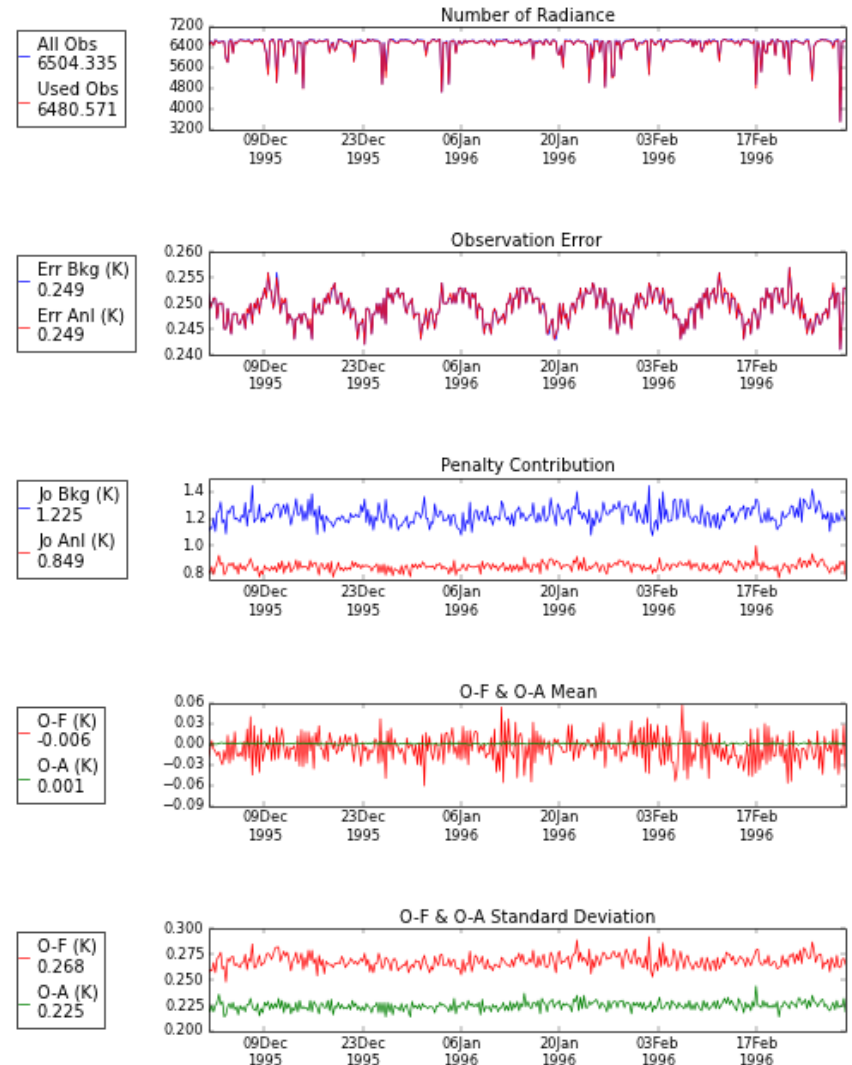 Number of Radiance
All Obs
6504.335
Used Obs
6480.571
7200
6400
5600
4800
4000
3200
09Dec 23Dec 06Jan 20Jan 03Feb 17Feb
1995 1995 1996 1996 1996 1996
Observation Error
Err Bkg (K)
0.249
Err Anl (K)
0.249
0.260
0.255
0.250
0.245
0.240
09Dec 23Dec 06Jan 20Jan 03Feb 17Feb
1995 1995 1996 1996 1996 1996
Penalty Contribution
Jo Bkg (K)
1.225
Jo Anl (K)
0.849
1.4
1.2
1.0
0.8
09Dec 23Dec 06Jan 20Jan 03Feb 17Feb
1995 1995 1996 1996 1996 1996
O-F & O-A Mean
O-F (K)
-0.006
O-A (K)
0.001
0.06
0.03
0.00
−0.03
−0.06
−0.09
09Dec 23Dec 06Jan 20Jan 03Feb 17Feb
1995 1995 1996 1996 1996 1996
O-F & O-A Standard Deviation
O-F (K)
0.268
O-A (K)
0.225
0.300
0.275
0.250
0.225
0.200
09Dec 23Dec 06Jan 20Jan 03Feb 17Feb
1995 1995 1996 1996 1996 1996